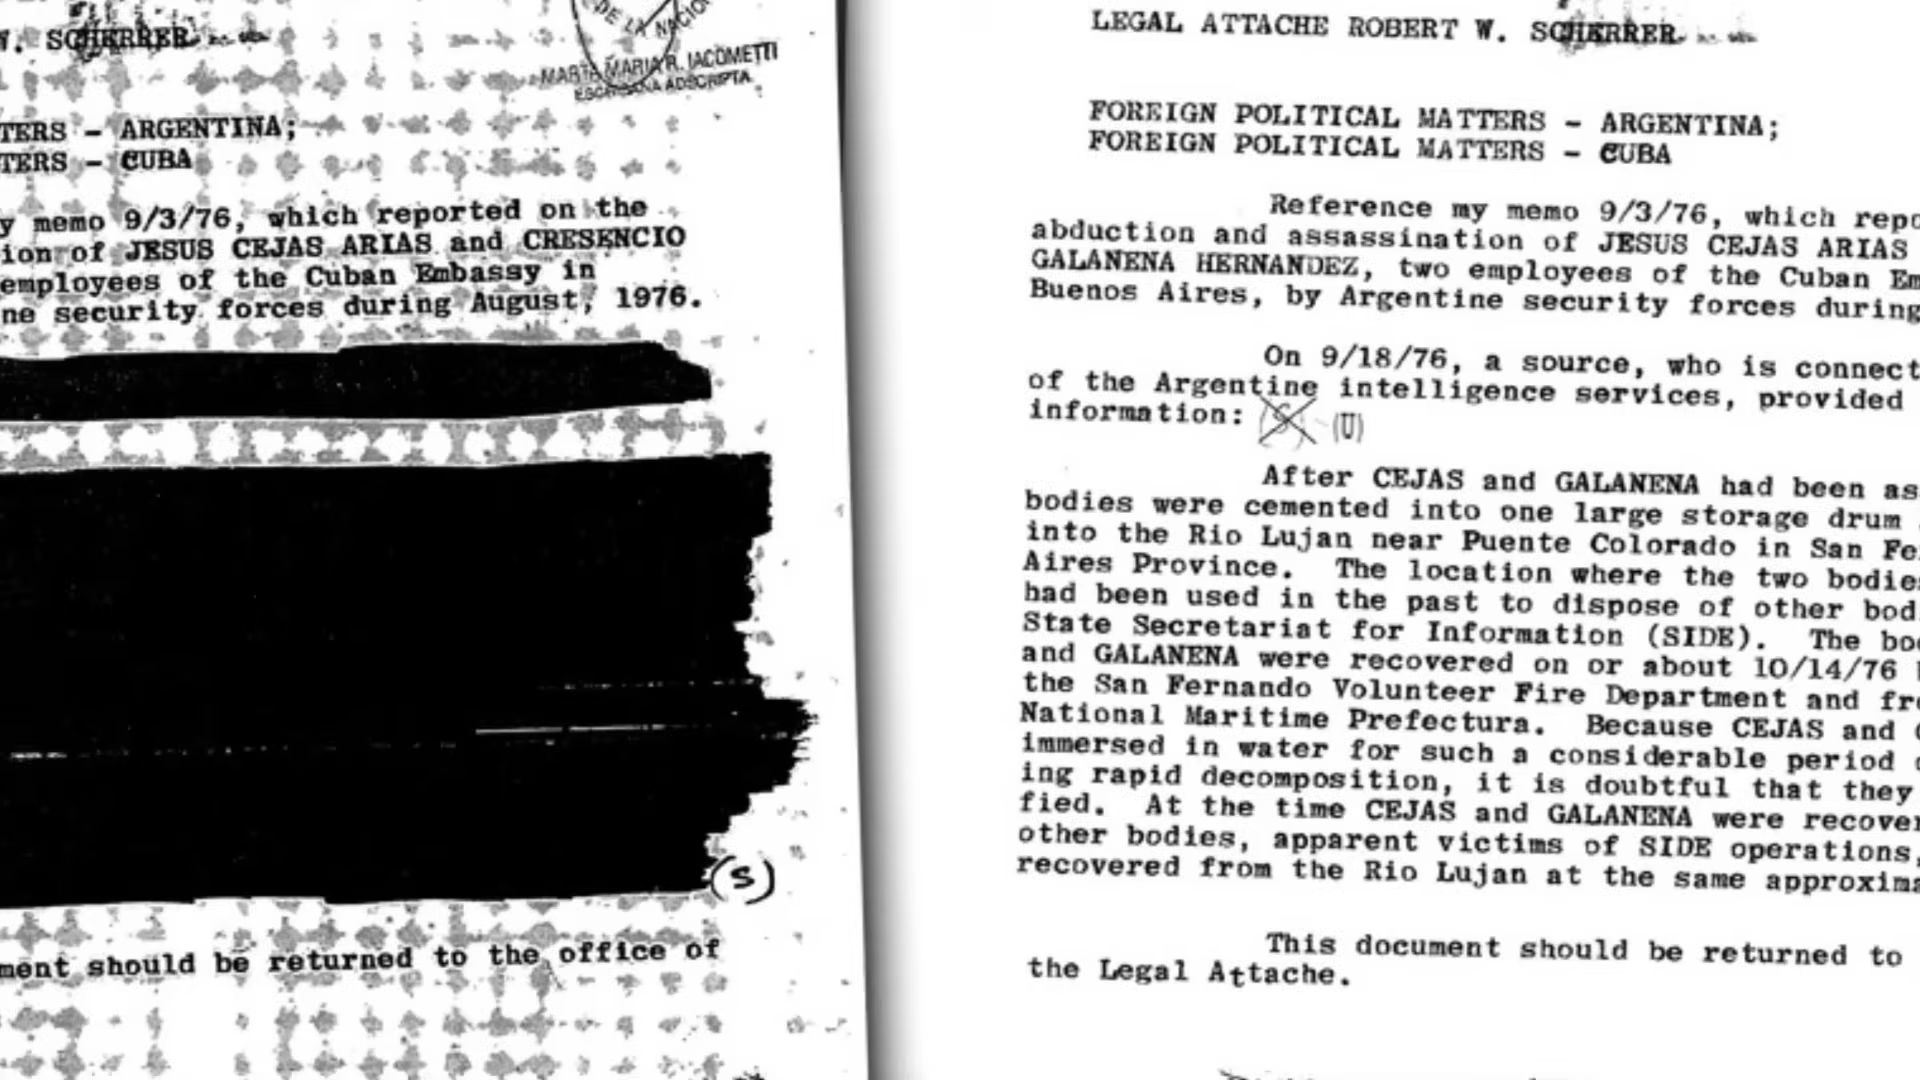 W. SCHERRER
DE LA NACION
MARTA MARIA R. IACOMETTI
ESCRIBANA ADSCRIPTA
TERS - ARGENTINA;
TERS - CUBA
y memo 9/3/76, which reported on the
ion of JESUS CEJAS ARIAS and CRESENCIO
employees of the Cuban Embassy in
ne security forces during August, 1976.
(S)
ment should be returned to the office of
LEGAL ATTACHE ROBERT W. SCHERRER
FOREIGN POLITICAL MATTERS - ARGENTINA;
FOREIGN POLITICAL MATTERS - CUBA
Reference my memo 9/3/76, which repo
abduction and assassination of JESUS CEJAS ARIAS
GALANENA HERNANDEZ, two employees of the Cuban Em
Buenos Aires, by Argentine security forces during
On 9/18/76, a source, who is connect
of the Argentine intelligence services, provided
information: (S) (U)
After CEJAS and GALANENA had been as
bodies were cemented into one large storage drum
into the Rio Lujan near Puente Colorado in San Fe
Aires Province. The location where the two bodies
had been used in the past to dispose of other bod
State Secretariat for Information (SIDE). The bo
and GALANENA were recovered on or about 10/14/76
the San Fernando Volunteer Fire Department and fr
National Maritime Prefectura. Because CEJAS and
immersed in water for such a considerable period
ing rapid decomposition, it is doubtful that they
fied. At the time CEJAS and GALANENA were recover
other bodies, apparent victims of SIDE operations,
recovered from the Rio Lujan at the same approxima
This document should be returned to
the Legal Attache.